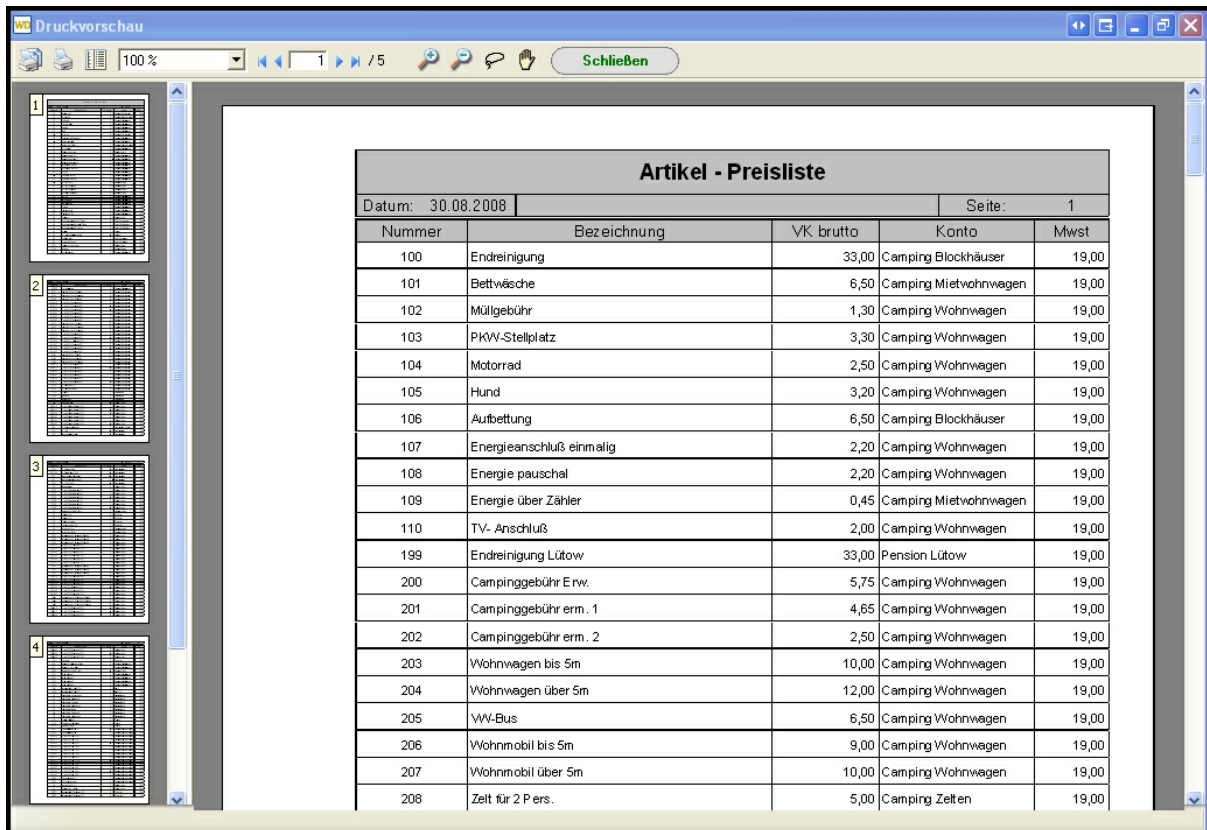 WD Druckvorschau
100 % 1 / 5 Schließen
1
2
3
4
Artikel - Preisliste
Datum: 30.08.2008 Seite: 1
Nummer Bezeichnung VK brutto Konto Mwst
100 Endreinigung 33,00 Camping Blockhäuser 19,00
101 Bettwäsche 6,50 Camping Mietwohnwagen 19,00
102 Müllgebühr 1,30 Camping Wohnwagen 19,00
103 PKW-Stellplatz 3,30 Camping Wohnwagen 19,00
104 Motorrad 2,50 Camping Wohnwagen 19,00
105 Hund 3,20 Camping Wohnwagen 19,00
106 Aufbettung 6,50 Camping Blockhäuser 19,00
107 Energieanschluß einmalig 2,20 Camping Wohnwagen 19,00
108 Energie pauschal 2,20 Camping Wohnwagen 19,00
109 Energie über Zähler 0,45 Camping Mietwohnwagen 19,00
110 TV- Anschluß 2,00 Camping Wohnwagen 19,00
199 Endreinigung Lütow 33,00 Pension Lütow 19,00
200 Campinggebühr Erw. 5,75 Camping Wohnwagen 19,00
201 Campinggebühr erm. 1 4,65 Camping Wohnwagen 19,00
202 Campinggebühr erm. 2 2,50 Camping Wohnwagen 19,00
203 Wohnwagen bis 5m 10,00 Camping Wohnwagen 19,00
204 Wohnwagen über 5m 12,00 Camping Wohnwagen 19,00
205 VW-Bus 6,50 Camping Wohnwagen 19,00
206 Wohnmobil bis 5m 9,00 Camping Wohnwagen 19,00
207 Wohnmobil über 5m 10,00 Camping Wohnwagen 19,00
208 Zelt für 2 Pers. 5,00 Camping Zelten 19,00